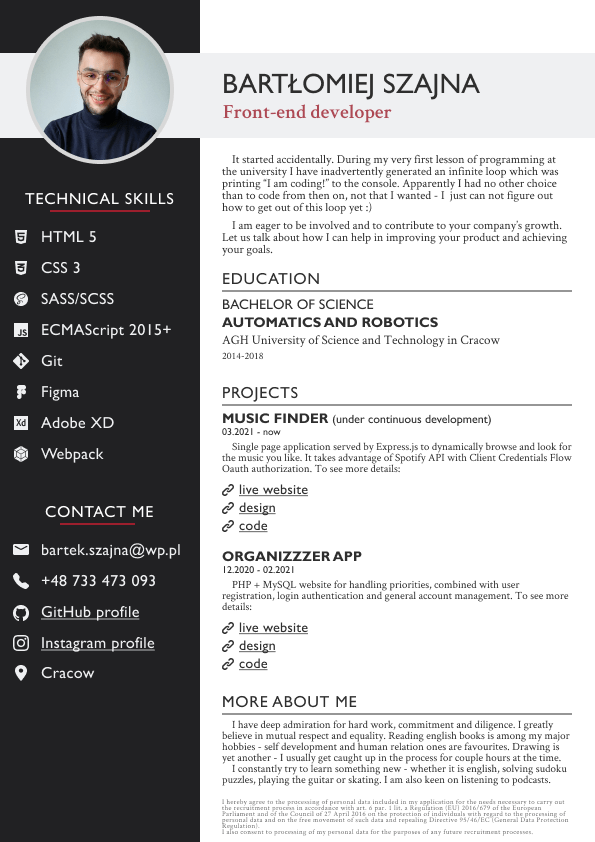 BARTŁOMIEJ SZAJNA
Front-end developer
TECHNICAL SKILLS
HTML 5
CSS 3
SASS/SCSS
JS ECMAScript 2015+
Git
Figma
Xd Adobe XD
Webpack
CONTACT ME
bartek.szajna@wp.pl
+48 733 473 093
GitHub profile
Instagram profile
Cracow
It started accidentally. During my very first lesson of programming at
the university I have inadvertently generated an infinite loop which was
printing “I am coding!” to the console. Apparently I had no other choice
than to code from then on, not that I wanted - I just can not figure out
how to get out of this loop yet :)
I am eager to be involved and to contribute to your company’s growth.
Let us talk about how I can help in improving your product and achieving
your goals.
EDUCATION
BACHELOR OF SCIENCE
AUTOMATICS AND ROBOTICS
AGH University of Science and Technology in Cracow
2014-2018
PROJECTS
MUSIC FINDER (under continuous development)
03.2021 - now
Single page application served by Express.js to dynamically browse and look for
the music you like. It takes advantage of Spotify API with Client Credentials Flow
Oauth authorization. To see more details:
live website
design
code
ORGANIZZZER APP
12.2020 - 02.2021
PHP + MySQL website for handling priorities, combined with user
registration, login authentication and general account management. To see more
details:
live website
design
code
MORE ABOUT ME
I have deep admiration for hard work, commitment and diligence. I greatly
believe in mutual respect and equality. Reading english books is among my major
hobbies - self development and human relation ones are favourites. Drawing is
yet another - I usually get caught up in the process for couple hours at the time.
I constantly try to learn something new - whether it is english, solving sudoku
puzzles, playing the guitar or skating. I am also keen on listening to podcasts.
I hereby agree to the processing of personal data included in my application for the needs necessary to carry out
the recruitment process in accordance with art. 6 par. 1 lit. a Regulation (EU) 2016/679 of the European
Parliament and of the Council of 27 April 2016 on the protection of individuals with regard to the processing of
personal data and on the free movement of such data and repealing Directive 95/46/EC (General Data Protection
Regulation).
I also consent to processing of my personal data for the purposes of any future recruitment processes.